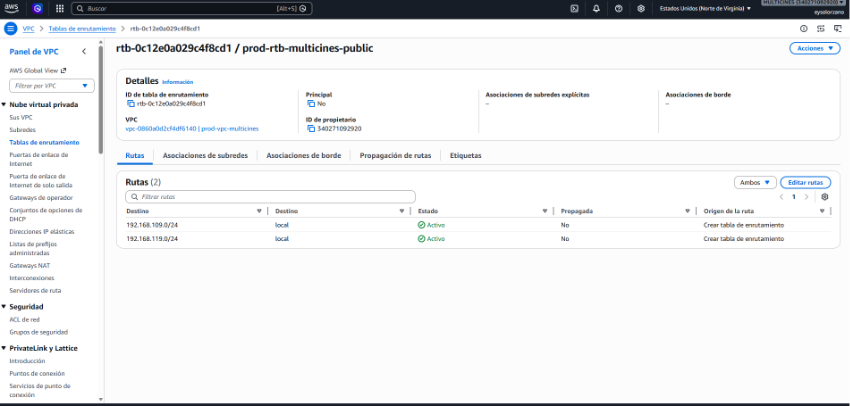 aws
Buscar [Alt+S]
Estados Unidos (Norte de Virginia)
MULTICINES (340271092920)
VPC > Tablas de enrutamiento > rtb-0c12e0a029c4f8cd1
Panel de VPC
AWS Global View
Filtrar por VPC
Nube virtual privada
Sus VPC
Subredes
Tablas de enrutamiento
Puertas de enlace de
Internet
Puerta de enlace de
Internet de solo salida
Gateways de operador
Conjuntos de opciones de
DHCP
Direcciones IP elásticas
Listas de prefijos
administradas
Gateways NAT
Interconexiones
Servidores de ruta
Seguridad
ACL de red
Grupos de seguridad
PrivateLink y Lattice
Introducción
Puntos de conexión
Servicios de punto de
conexión
rtb-0c12e0a029c4f8cd1 / prod-rtb-multicines-public
Acciones
Detalles Información
ID de tabla de enrutamiento
rtb-0c12e0a029c4f8cd1
Principal
No
Asociaciones de subredes explícitas
–
Asociaciones de borde
–
VPC
vpc-0860a0d2cf4df6140 | prod-vpc-multicines
ID de propietario
340271092920
Rutas Asociaciones de subredes Asociaciones de borde Propagación de rutas Etiquetas
Rutas (2)
Ambos Editar rutas
Filtrar rutas
1
Destino Destino Estado Propagada Origen de la ruta
192.168.109.0/24 local Activo No Crear tabla de enrutamiento
192.168.119.0/24 local Activo No Crear tabla de enrutamiento